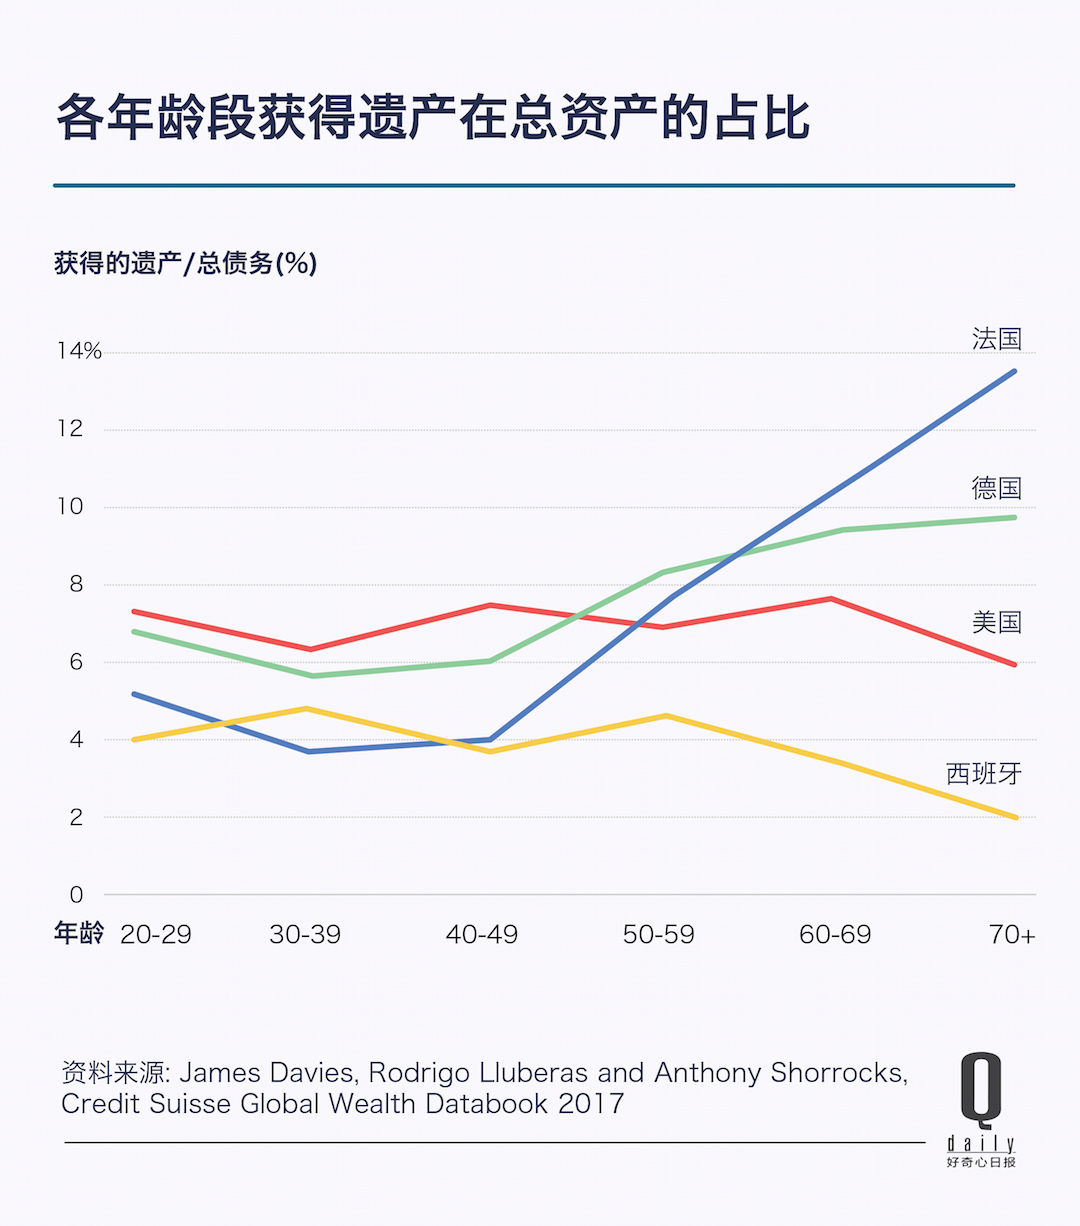 各年龄段获得遗产在总资产的占比
获得的遗产/总债务(%)
14%
法国
12
10
德国
8
美国
6
4
西班牙
2
0
年龄 20-29 30-39 40-49 50-59 60-69 70+
资料来源: James Davies, Rodrigo Lluberas and Anthony Shorrocks,
Credit Suisse Global Wealth Databook 2017
Q
daily
好奇心日报